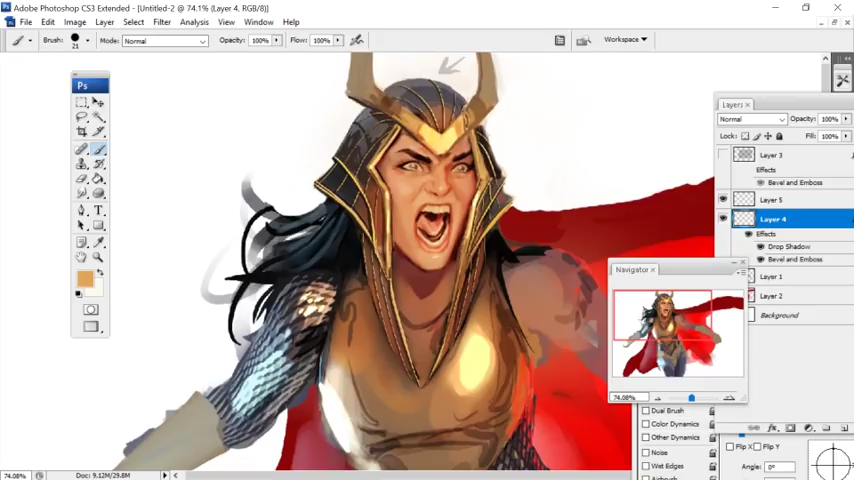 Adobe Photoshop CS3 Extended - [Untitled-2 @ 74.1% (Layer 4, RGB/8)]
File Edit Image Layer Select Filter Analysis View Window Help
Brush: 21 Mode: Normal Opacity: 100% Flow: 100% Workspace
Ps
Layers x
Normal Opacity: 100%
Lock: Fill: 100%
Layer 3
Effects
Bevel and Emboss
Layer 5
Layer 4
Effects
Drop Shadow
Bevel and Emboss
Layer 1
Layer 2
Background
Navigator x
74.08%
Dual Brush
Color Dynamics
Other Dynamics
Noise
Wet Edges
Airbrush
Flip X Flip Y
Angle: 0°
74.08% Doc: 9.12M/29.8M